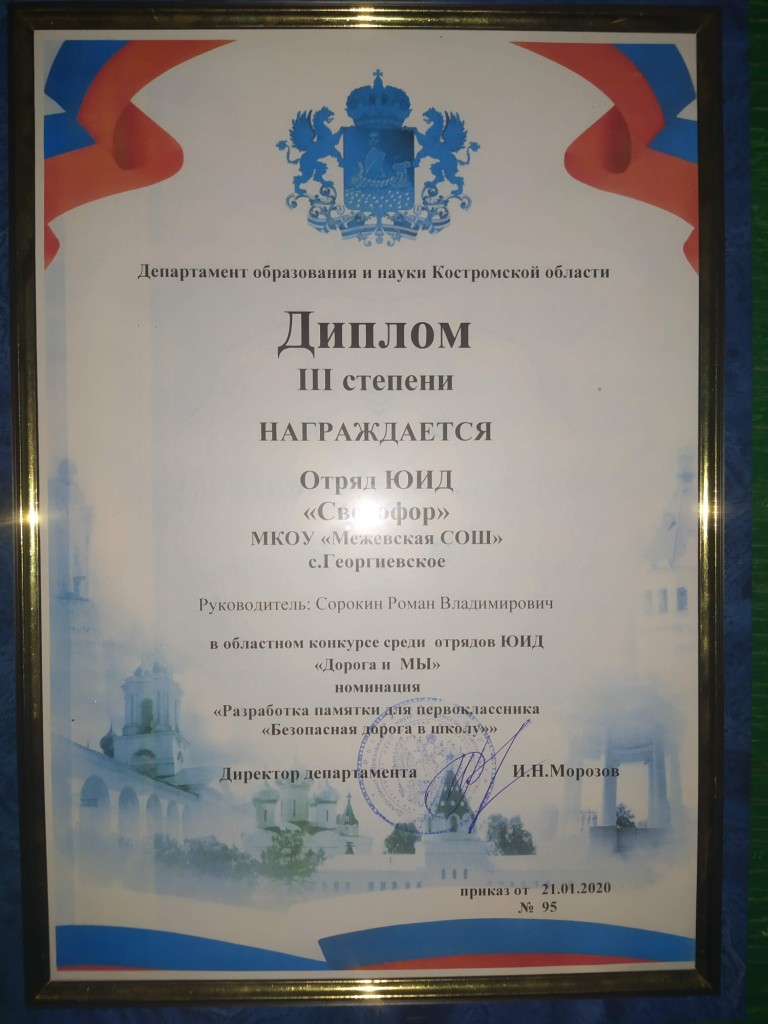 Департамент образования и науки Костромской области
Диплом
III степени
НАГРАЖДАЕТСЯ
Отряд ЮИД
«Светофор»
МКОУ «Межевская СОШ»
с.Георгиевское
Руководитель: Сорокин Роман Владимирович
в областном конкурсе среди отрядов ЮИД
«Дорога и МЫ»
номинация
«Разработка памятки для первоклассника
«Безопасная дорога в школу»»
Директор департамента И.Н.Морозов
приказ от 21.01.2020
№ 95